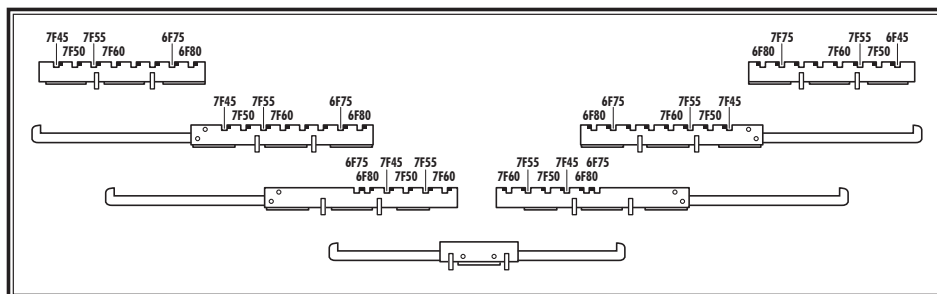 7F45 7F55 6F75
7F50 7F60 6F80
7F75 7F55 6F45
6F80 7F60 7F50
7F45 7F55 6F75
7F50 7F60 6F80
6F75 7F55 7F45
6F80 7F60 7F50
6F75 7F45 7F55
6F80 7F50 7F60
7F55 7F45 6F75
7F60 7F50 6F80